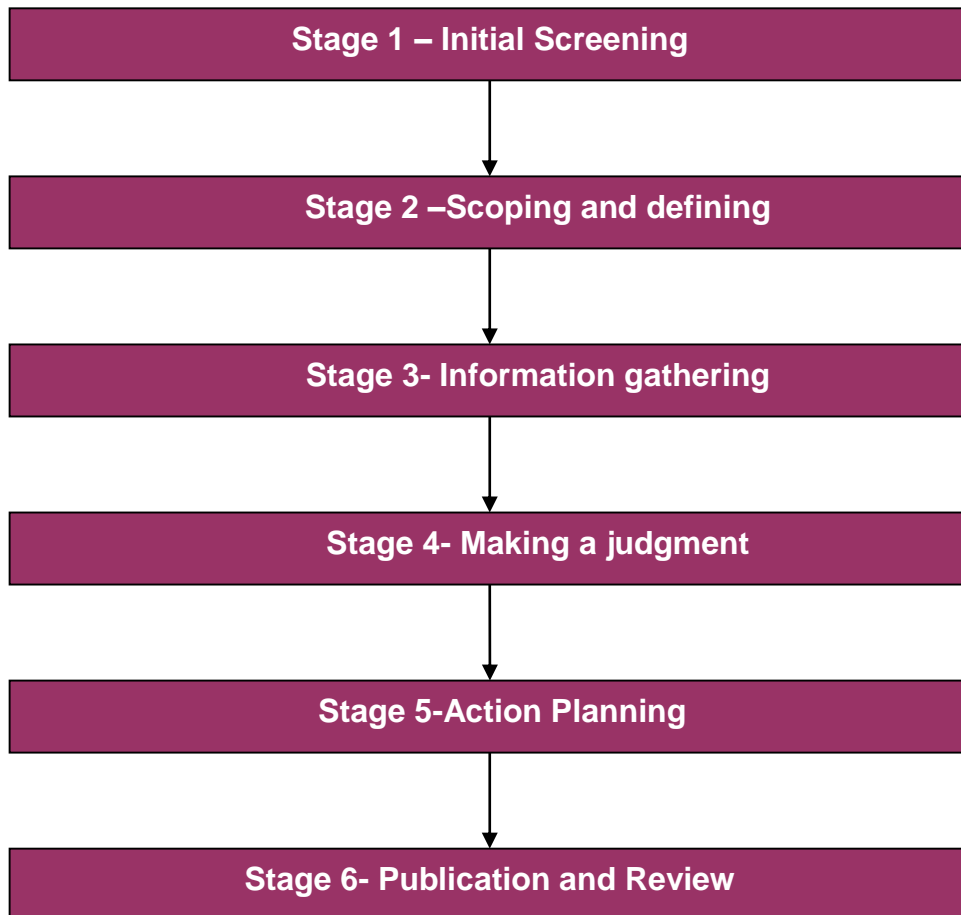 Stage 1 – Initial Screening
Stage 2 –Scoping and defining
Stage 3- Information gathering
Stage 4- Making a judgment
Stage 5-Action Planning
Stage 6- Publication and Review